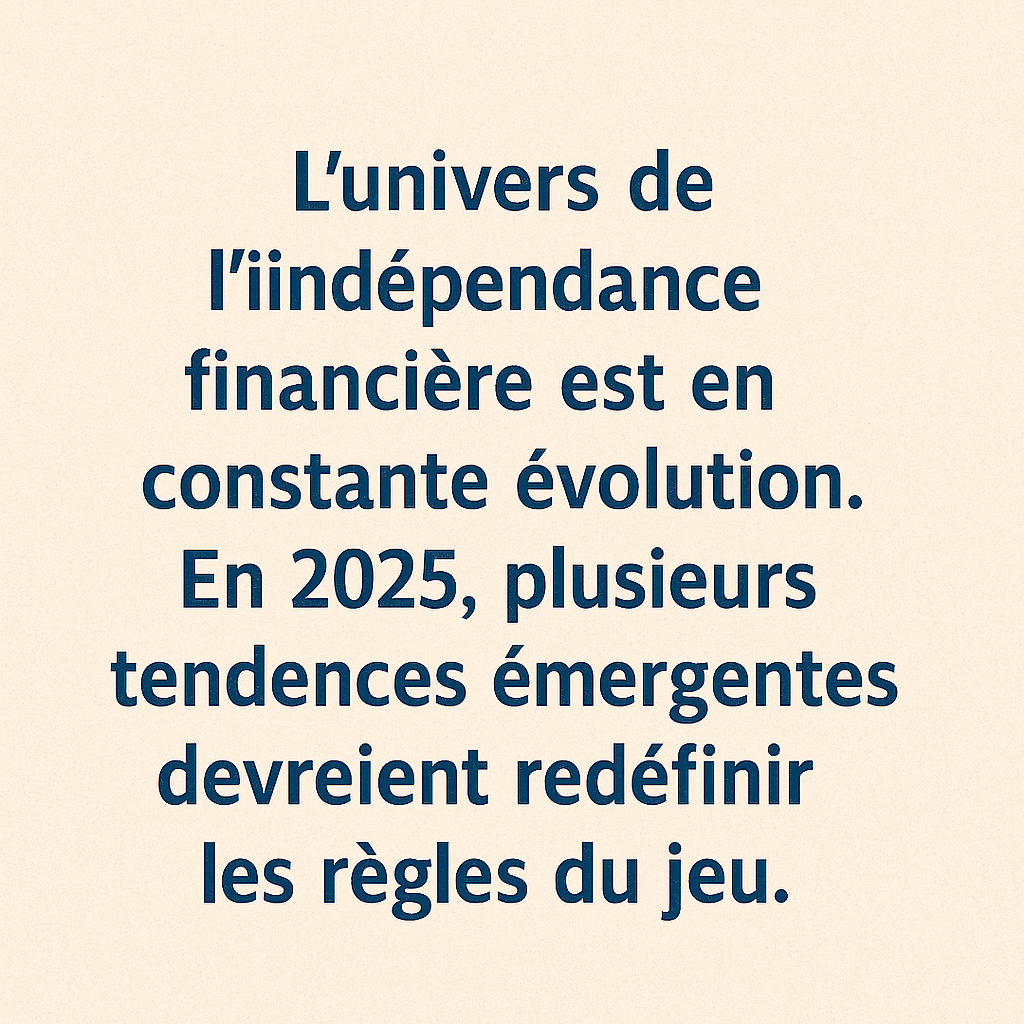 L'univers de
l'iindépendance
financière est en
constante évolution.
En 2025, plusieurs
tendences émergentes
devreient redéfinir
les règles du jeu.